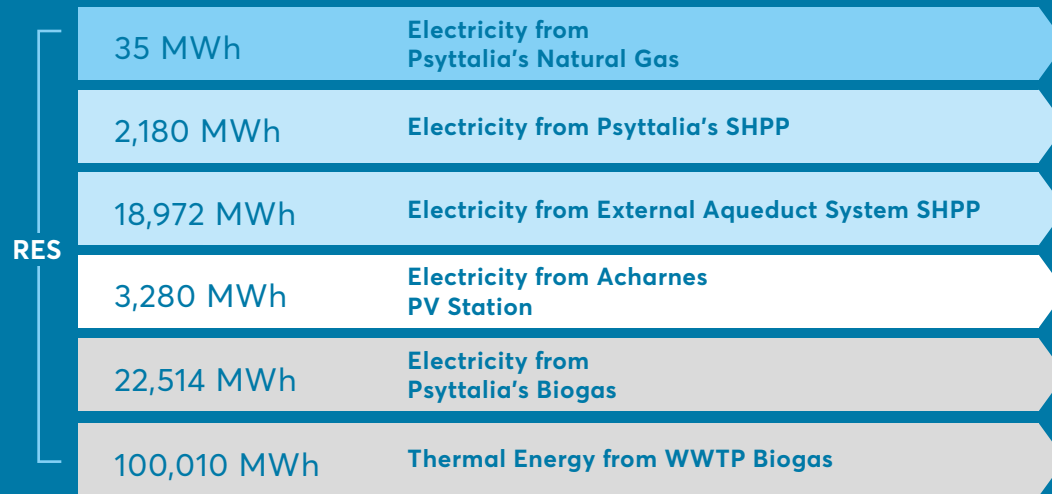 35 MWh
Electricity from
Psyttalia's Natural Gas
2,180 MWh
Electricity from Psyttalia's SHPP
18,972 MWh
Electricity from External Aqueduct System SHPP
RES
3,280 MWh
Electricity from Acharnes
PV Station
22,514 MWh
Electricity from
Psyttalia's Biogas
100,010 MWh
Thermal Energy from WWTP Biogas